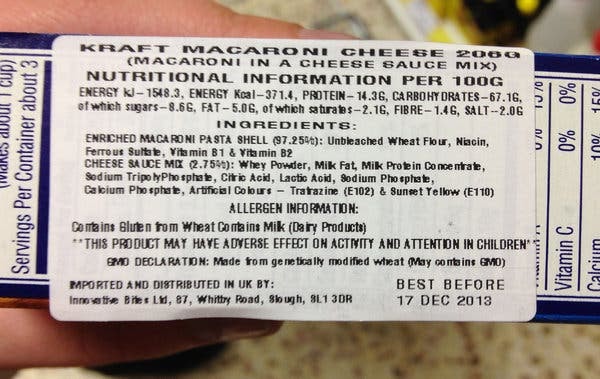 KRAFT MACARONI CHEESE 206G
(MACARONI IN A CHEESE SAUCE MIX)
NUTRITIONAL INFORMATION PER 100G
ENERGY kJ-1548.3, ENERGY Kcal-371.4, PROTEIN-14.3G, CARBOHYDRATES-67.1G,
of which sugars-8.6G, FAT-5.0G, of which saturates-2.1G, FIBRE-1.4G, SALT-2.0G
INGREDIENTS:
ENRICHED MACARONI PASTA SHELL (97.25%): Unbleached Wheat Flour, Niacin,
Ferrous Sulfate, Vitamin B1 & Vitamin B2
CHEESE SAUCE MIX (2.75%): Whey Powder, Milk Fat, Milk Protein Concentrate,
Sodium TripolyPhosphate, Citric Acid, Lactic Acid, Sodium Phosphate,
Calcium Phosphate, Artificial Colours - Tratrazine (E102) & Sunset Yellow (E110)
ALLERGEN INFORMATION:
Contains Gluten from Wheat Contains Milk (Dairy Products)
**THIS PRODUCT MAY HAVE ADVERSE EFFECT ON ACTIVITY AND ATTENTION IN CHILDREN**
GMO DECLARATION: Made from genetically modified wheat (May contains GMO)
IMPORTED AND DISTRIBUTED IN UK BY:
Innovative Bites Ltd, 87, Whitby Road, Slough, SL1 3DR
BEST BEFORE
17 DEC 2013
(Makes about 1 cup)
Servings Per Container about 3
Vitamin C
0%
0%
Calcium
10%
15%